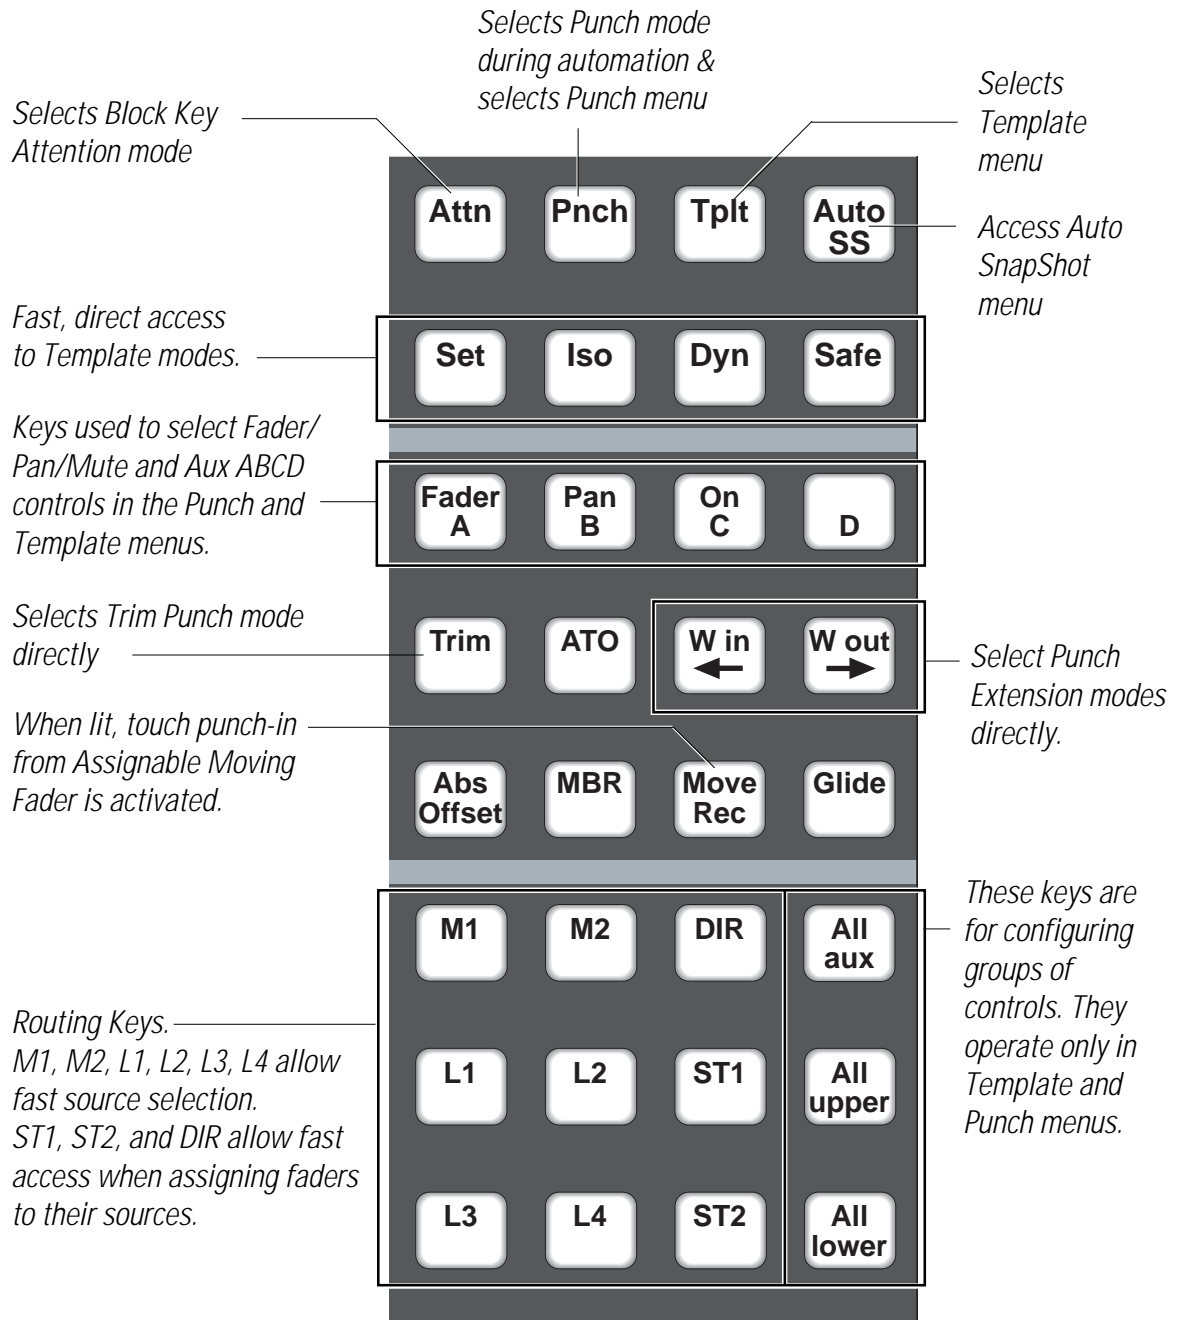 Selects Punch mode
during automation &
selects Punch menu
Selects Block Key
Attention mode
Selects
Template
menu
Attn
Pnch
Tplt
Auto
SS
Access Auto
SnapShot
menu
Fast, direct access
to Template modes.
Set
Iso
Dyn
Safe
Keys used to select Fader/
Pan/Mute and Aux ABCD
controls in the Punch and
Template menus.
Fader
A
Pan
B
On
C
D
Selects Trim Punch mode
directly
Trim
ATO
W in
W out
Select Punch
Extension modes
directly.
When lit, touch punch-in
from Assignable Moving
Fader is activated.
Abs
Offset
MBR
Move
Rec
Glide
These keys are
for configuring
groups of
controls. They
operate only in
Template and
Punch menus.
M1
M2
DIR
All
aux
Routing Keys.
M1, M2, L1, L2, L3, L4 allow
fast source selection.
ST1, ST2, and DIR allow fast
access when assigning faders
to their sources.
L1
L2
ST1
All
upper
L3
L4
ST2
All
lower